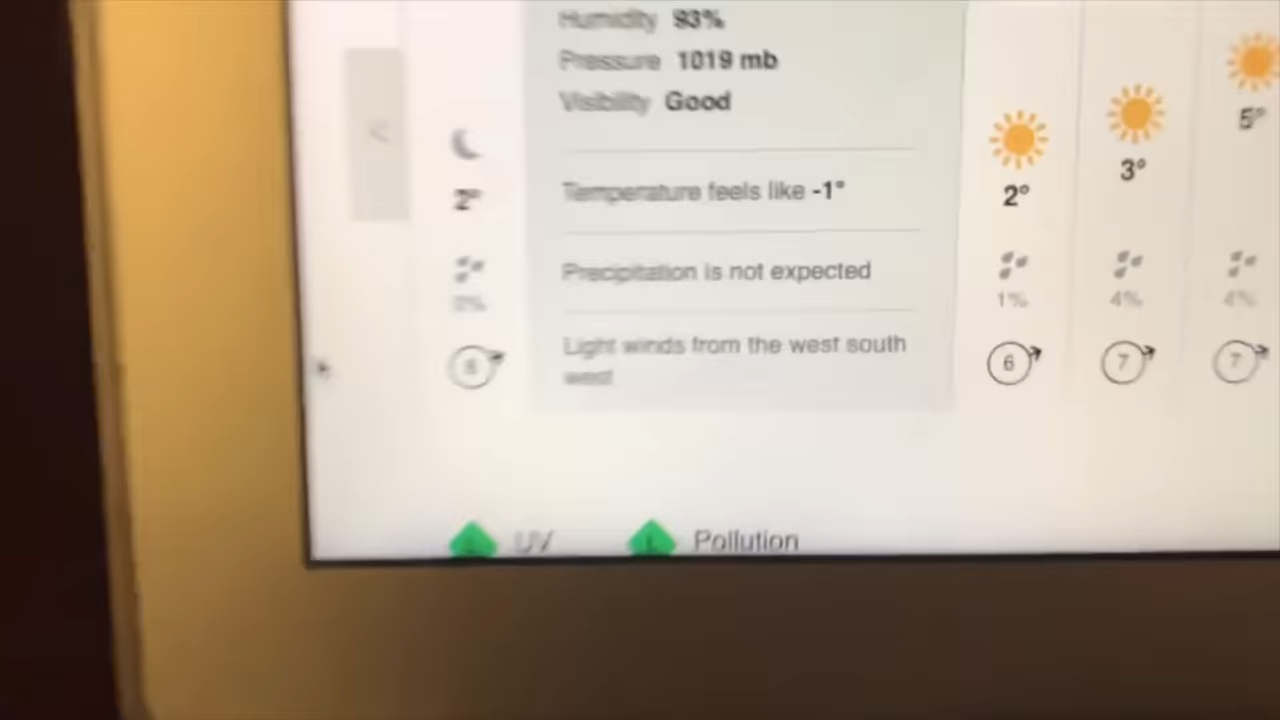 Humidity 93%
Pressure 1019 mb
Visibility Good
<
2°
Temperature feels like -1°
2°
3°
5°
Precipitation is not expected
0%
1%
4%
4%
Light winds from the west south
west
6
7
7
UV
L Pollution